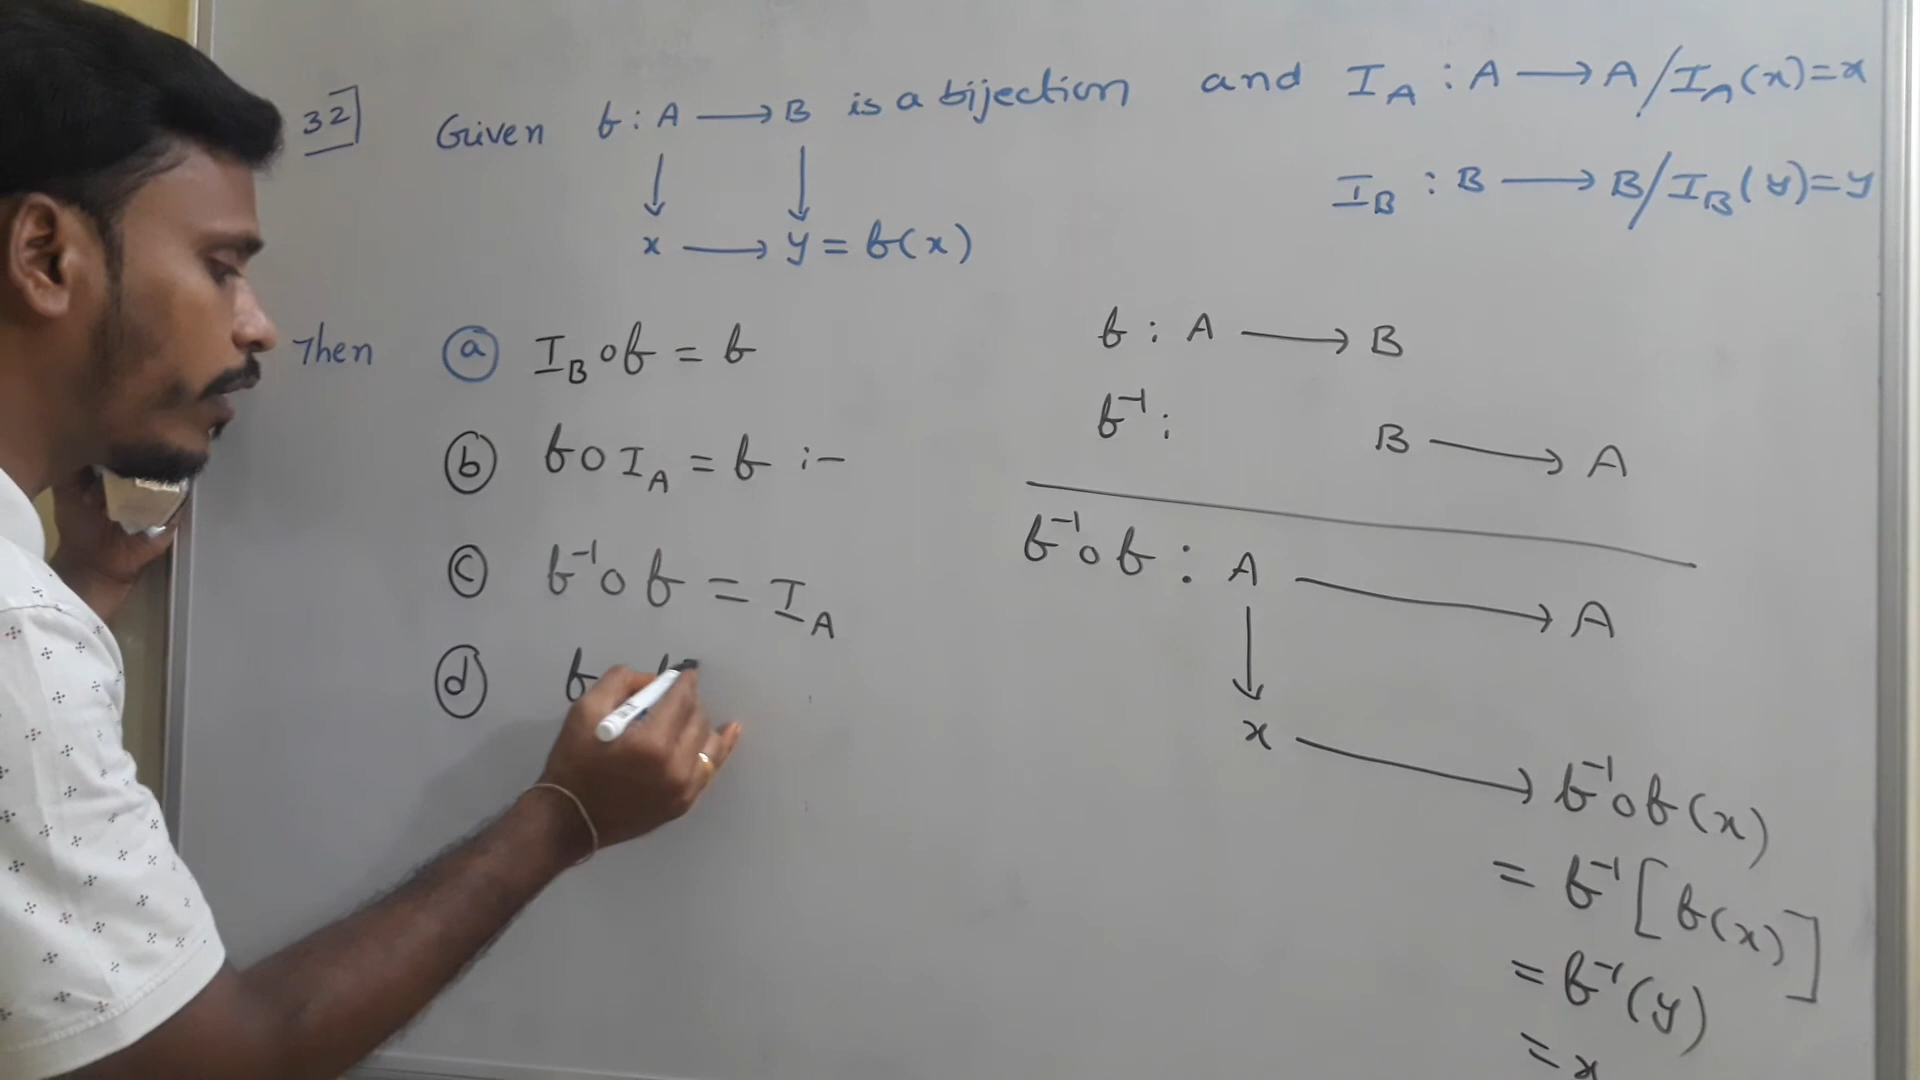 32] Given f : A ⟶ B is a bijection and I_A : A ⟶ A / I_A(x) = x
I_B : B ⟶ B / I_B(y) = y
↓ ↓
x ⟶ y = f(x)
Then ⓐ I_B o f = f
ⓑ f o I_A = f :-
ⓒ f⁻¹ o f = I_A
ⓓ f
f : A ⟶ B
f⁻¹ : B ⟶ A
f⁻¹ o f : A ⟶ A
↓
x ⟶ f⁻¹ o f(x)
= f⁻¹[f(x)]
= f⁻¹(y)
= x